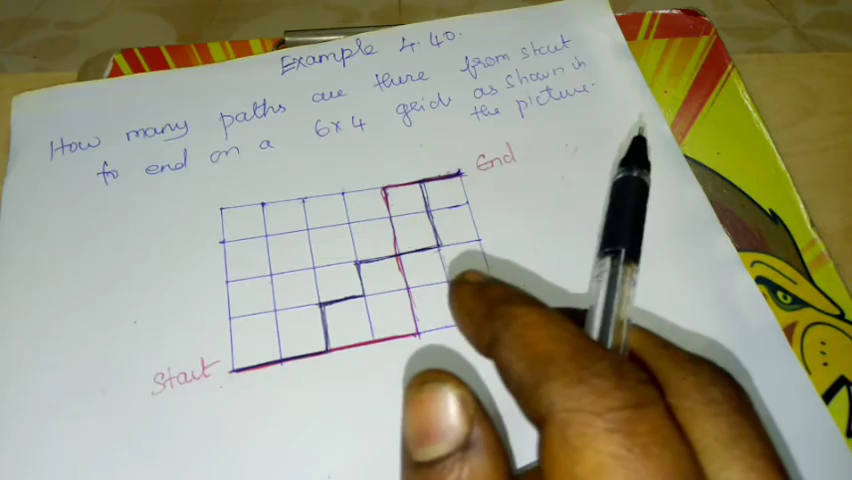 Example 4.40.
How many paths are there from start
to end on a 6x4 grid as shown in
the picture.
End
Start